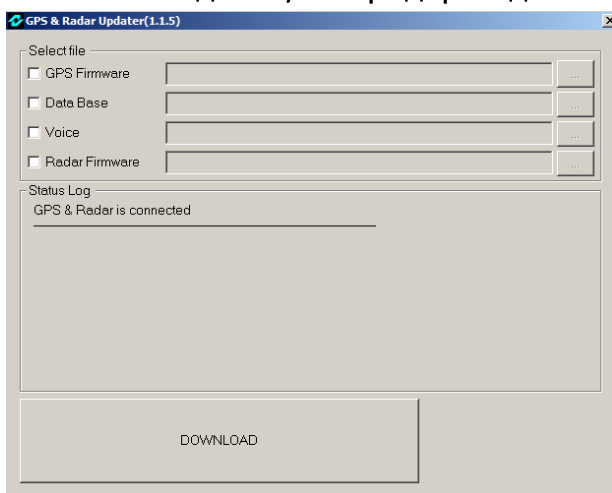 GPS & Radar Updater(1.1.5)
Select file
GPS Firmware
...
Data Base
...
Voice
...
Radar Firmware
...
Status Log
GPS & Radar is connected
DOWNLOAD